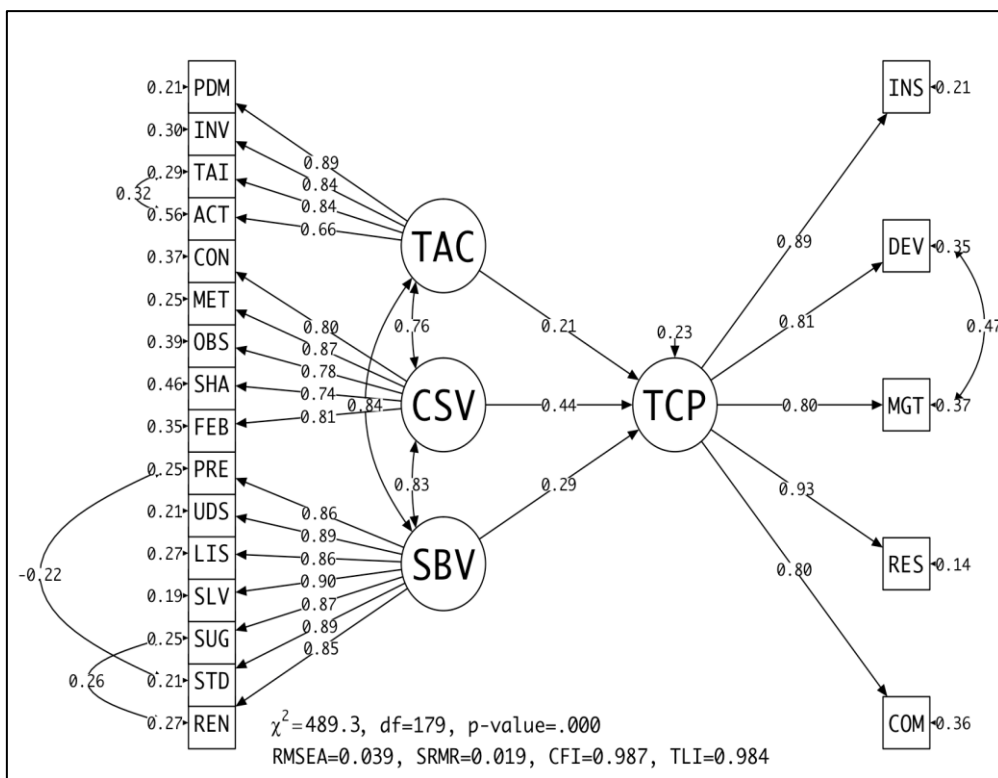 0.21 PDM
0.30 INV
0.29 TAI
0.32
0.56 ACT
0.37 CON
0.25 MET
0.39 OBS
0.46 SHA
0.35 FEB
0.25 PRE
0.21 UDS
0.27 LIS
-0.22
0.19 SLV
0.25 SUG
0.26
0.21 STD
0.27 REN
0.89
0.84
0.84
0.66
0.80
0.87
0.78
0.74
0.81
0.86
0.89
0.86
0.90
0.87
0.89
0.85
TAC
0.76
CSV
0.84
0.83
SBV
0.21
0.44
0.29
0.23
TCP
0.89
0.81
0.80
0.93
0.80
INS 0.21
DEV 0.35
0.47
MGT 0.37
RES 0.14
COM 0.36
χ²=489.3, df=179, p-value=.000
RMSEA=0.039, SRMR=0.019, CFI=0.987, TLI=0.984